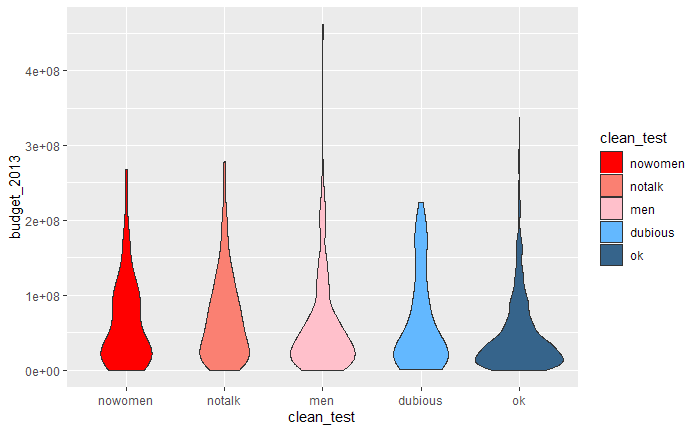 budget_2013
4e+08
3e+08
2e+08
1e+08
0e+00
nowomen
notalk
men
dubious
ok
clean_test
clean_test
nowomen
notalk
men
dubious
ok